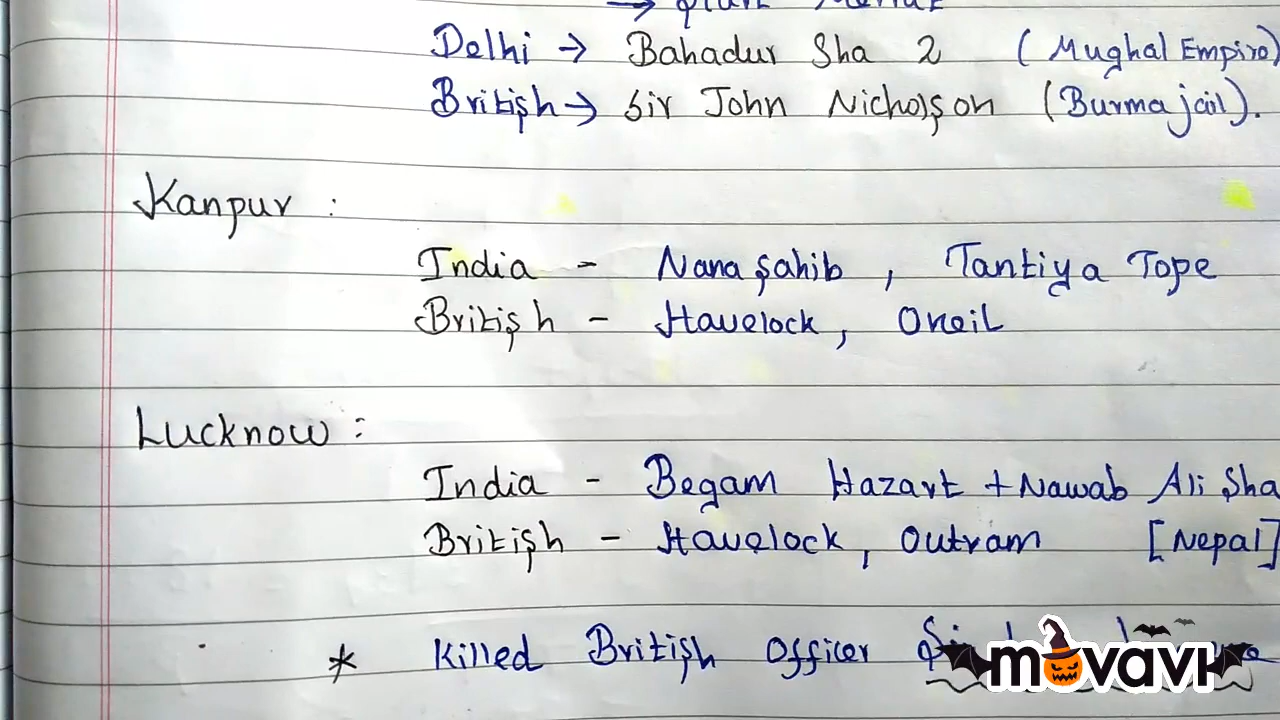 Delhi → Bahadur Sha 2 (Mughal Empire)
British → Sir John Nicholson (Burma jail).
Kanpur :
India - Nana Sahib , Tantiya Tope
British - Havelock , Oneil
Lucknow :
India - Begam Hazart + Nawab Ali Sha
British - Havelock , Outram [Nepal]
* Killed British Officer
movavi